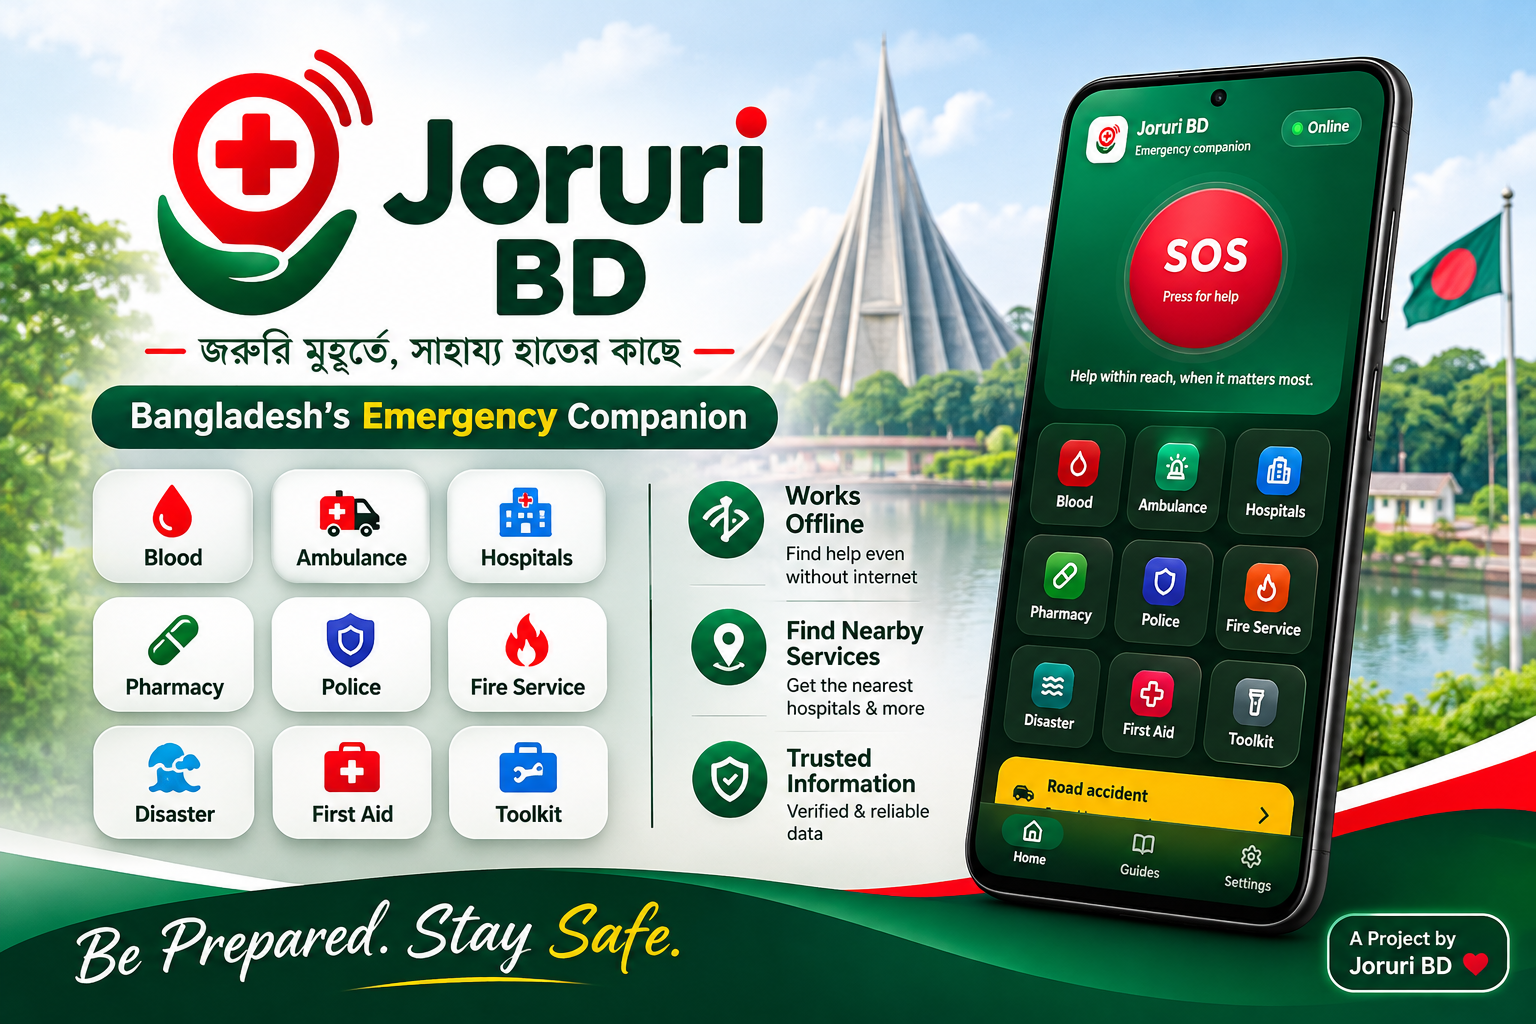 Joruri
BD
জরুরি মুহূর্তে, সাহায্য হাতের কাছে
Bangladesh's Emergency Companion
Blood
Ambulance
Hospitals
Pharmacy
Police
Fire Service
Disaster
First Aid
Toolkit
Works
Offline
Find help even
without internet
Find Nearby
Services
Get the nearest
hospitals & more
Trusted
Information
Verified & reliable
data
Be Prepared. Stay Safe.
Joruri BD
Emergency companion
Online
SOS
Press for help
Help within reach, when it matters most.
Blood
Ambulance
Hospitals
Pharmacy
Police
Fire Service
Disaster
First Aid
Toolkit
Road accident
Home
Guides
Settings
A Project by
Joruri BD